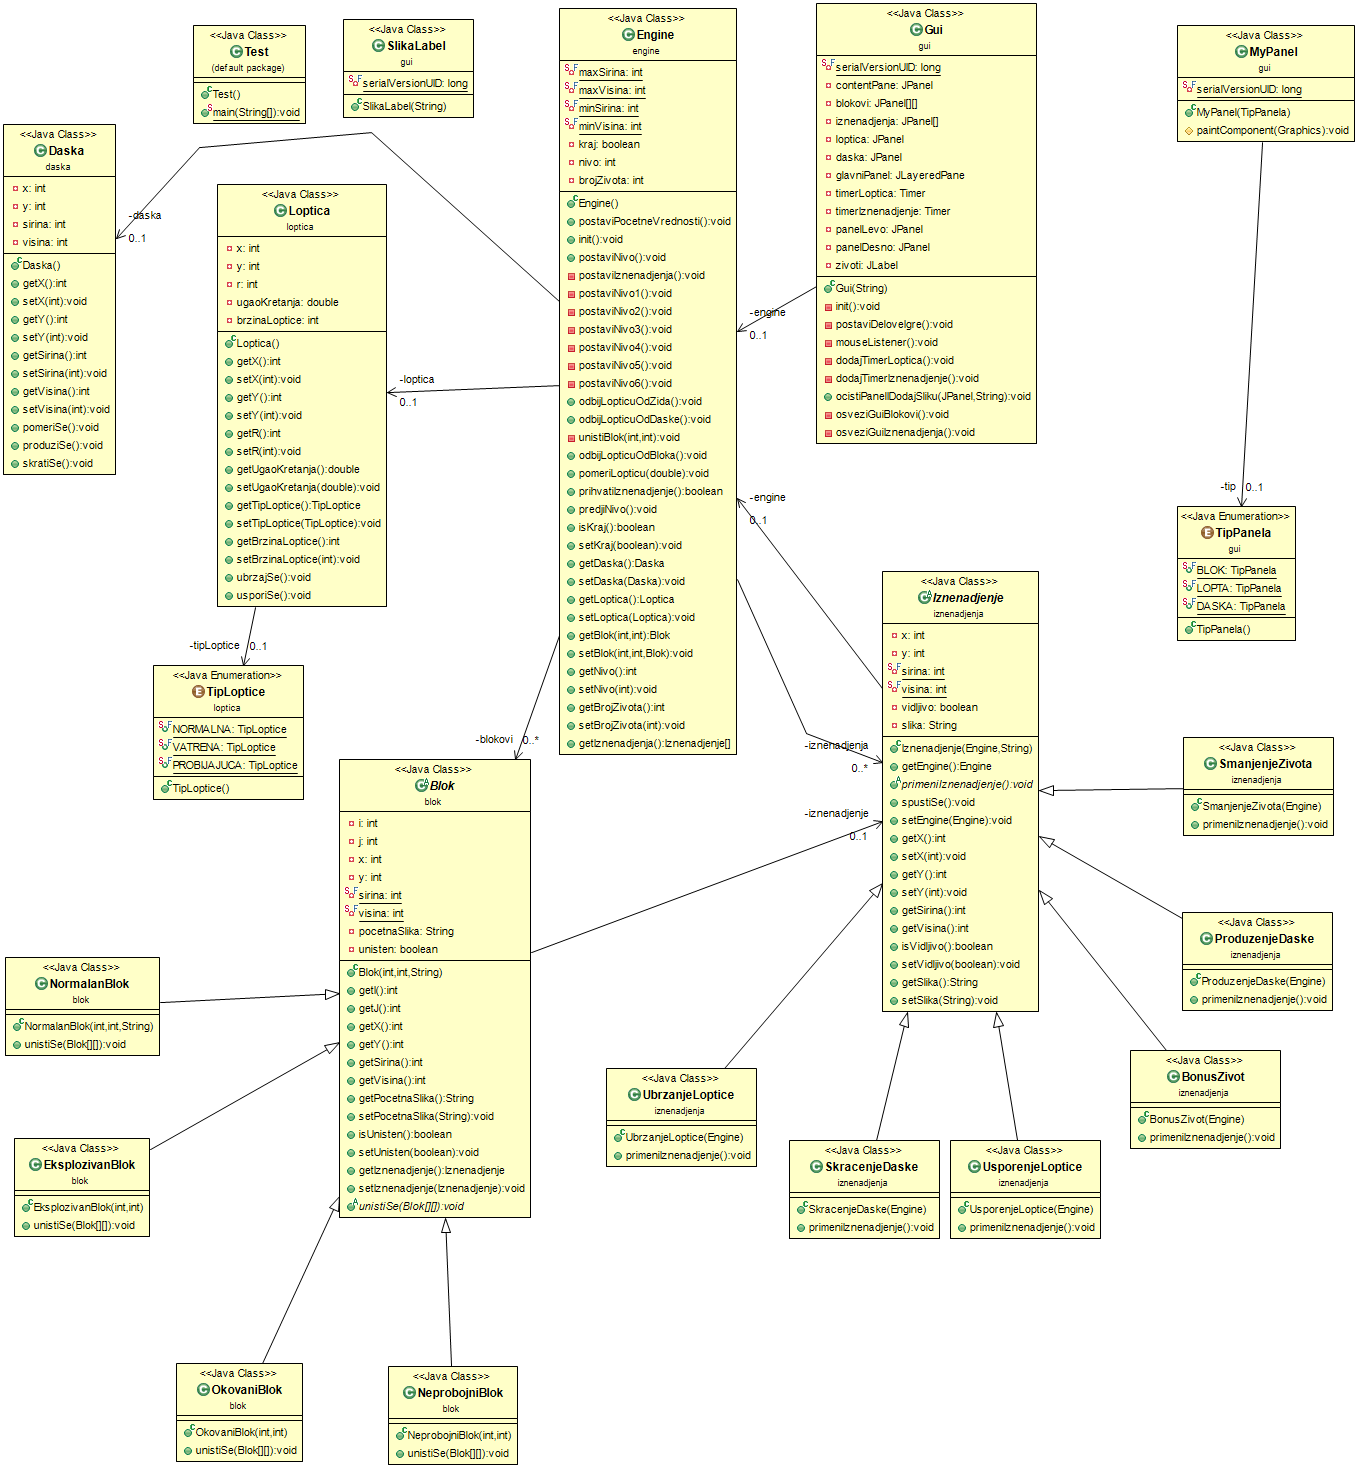 <<Java Class>>
Test
(default package)
Test()
main(String[]):void
<<Java Class>>
SlikaLabel
gui
serialVersionUID: long
SlikaLabel(String)
<<Java Class>>
Engine
engine
maxSirina: int
maxVisina: int
minSirina: int
minVisina: int
kraj: boolean
nivo: int
brojZivota: int
Engine()
postaviPocetneVrednosti():void
init():void
postaviNivo():void
postaviIznenadjenja():void
postaviNivo1():void
postaviNivo2():void
postaviNivo3():void
postaviNivo4():void
postaviNivo5():void
postaviNivo6():void
odbijLopticuOdZida():void
odbijLopticuOdDaske():void
unistiBlok(int,int):void
odbijLopticuOdBloka():void
pomeriLopticu(double):void
prihvatiIznenadjenje():boolean
predjiNivo():void
isKraj():boolean
setKraj(boolean):void
getDaska():Daska
setDaska(Daska):void
getLoptica():Loptica
setLoptica(Loptica):void
getBlok(int,int):Blok
setBlok(int,int,Blok):void
getNivo():int
setNivo(int):void
getBrojZivota():int
setBrojZivota(int):void
getIznenadjenja():Iznenadjenje[]
<<Java Class>>
Gui
gui
serialVersionUID: long
contentPane: JPanel
blokovi: JPanel[][]
iznenadjenja: JPanel[]
loptica: JPanel
daska: JPanel
glavniPanel: JLayeredPane
timerLoptica: Timer
timerIznenadjenje: Timer
panelLevo: JPanel
panelDesno: JPanel
zivoti: JLabel
Gui(String)
init():void
postaviDeloveIgre():void
mouseListener():void
dodajTimerLoptica():void
dodajTimerIznenadjenje():void
ocistiPanelIDodajSliku(JPanel,String):void
osveziGuiBlokovi():void
osveziGuiIznenadjenja():void
<<Java Class>>
MyPanel
gui
serialVersionUID: long
MyPanel(TipPanela)
paintComponent(Graphics):void
<<Java Class>>
Daska
daska
x: int
y: int
sirina: int
visina: int
Daska()
getX():int
setX(int):void
getY():int
setY(int):void
getSirina():int
setSirina(int):void
getVisina():int
setVisina(int):void
pomeriSe():void
produziSe():void
skratiSe():void
-daska
0..1
<<Java Class>>
Loptica
loptica
x: int
y: int
r: int
ugaoKretanja: double
brzinaLoptice: int
Loptica()
getX():int
setX(int):void
getY():int
setY(int):void
getR():int
setR(int):void
getUgaoKretanja():double
setUgaoKretanja(double):void
getTipLoptice():TipLoptice
setTipLoptice(TipLoptice):void
getBrzinaLoptice():int
setBrzinaLoptice(int):void
ubrzajSe():void
usporiSe():void
-loptica
0..1
-engine
0..1
-engine
0..1
-tip
0..1
<<Java Enumeration>>
TipPanela
gui
BLOK: TipPanela
LOPTA: TipPanela
DASKA: TipPanela
TipPanela()
-tipLoptice
0..1
<<Java Enumeration>>
TipLoptice
loptica
NORMALNA: TipLoptice
VATRENA: TipLoptice
PROBIJAJUCA: TipLoptice
TipLoptice()
-blokovi
0..*
-iznenadjenja
0..*
-iznenadjenje
0..1
<<Java Class>>
Iznenadjenje
iznenadjenja
x: int
y: int
sirina: int
visina: int
vidljivo: boolean
slika: String
Iznenadjenje(Engine,String)
getEngine():Engine
primeniIznenadjenje():void
spustiSe():void
setEngine(Engine):void
getX():int
setX(int):void
getY():int
setY(int):void
getSirina():int
getVisina():int
isVidljivo():boolean
setVidljivo(boolean):void
getSlika():String
setSlika(String):void
<<Java Class>>
SmanjenjeZivota
iznenadjenja
SmanjenjeZivota(Engine)
primeniIznenadjenje():void
<<Java Class>>
Blok
blok
i: int
j: int
x: int
y: int
sirina: int
visina: int
pocetnaSlika: String
unisten: boolean
Blok(int,int,String)
getI():int
getJ():int
getX():int
getY():int
getSirina():int
getVisina():int
getPocetnaSlika():String
setPocetnaSlika(String):void
isUnisten():boolean
setUnisten(boolean):void
getIznenadjenje():Iznenadjenje
setIznenadjenje(Iznenadjenje):void
unistiSe(Blok[][]):void
<<Java Class>>
ProduzenjeDaske
iznenadjenja
ProduzenjeDaske(Engine)
primeniIznenadjenje():void
<<Java Class>>
NormalanBlok
blok
NormalanBlok(int,int,String)
unistiSe(Blok[][]):void
<<Java Class>>
BonusZivot
iznenadjenja
BonusZivot(Engine)
primeniIznenadjenje():void
<<Java Class>>
UbrzanjeLoptice
iznenadjenja
UbrzanjeLoptice(Engine)
primeniIznenadjenje():void
<<Java Class>>
EksplozivanBlok
blok
EksplozivanBlok(int,int)
unistiSe(Blok[][]):void
<<Java Class>>
SkracenjeDaske
iznenadjenja
SkracenjeDaske(Engine)
primeniIznenadjenje():void
<<Java Class>>
UsporenjeLoptice
iznenadjenja
UsporenjeLoptice(Engine)
primeniIznenadjenje():void
<<Java Class>>
OkovaniBlok
blok
OkovaniBlok(int,int)
unistiSe(Blok[][]):void
<<Java Class>>
NeprobojniBlok
blok
NeprobojniBlok(int,int)
unistiSe(Blok[][]):void